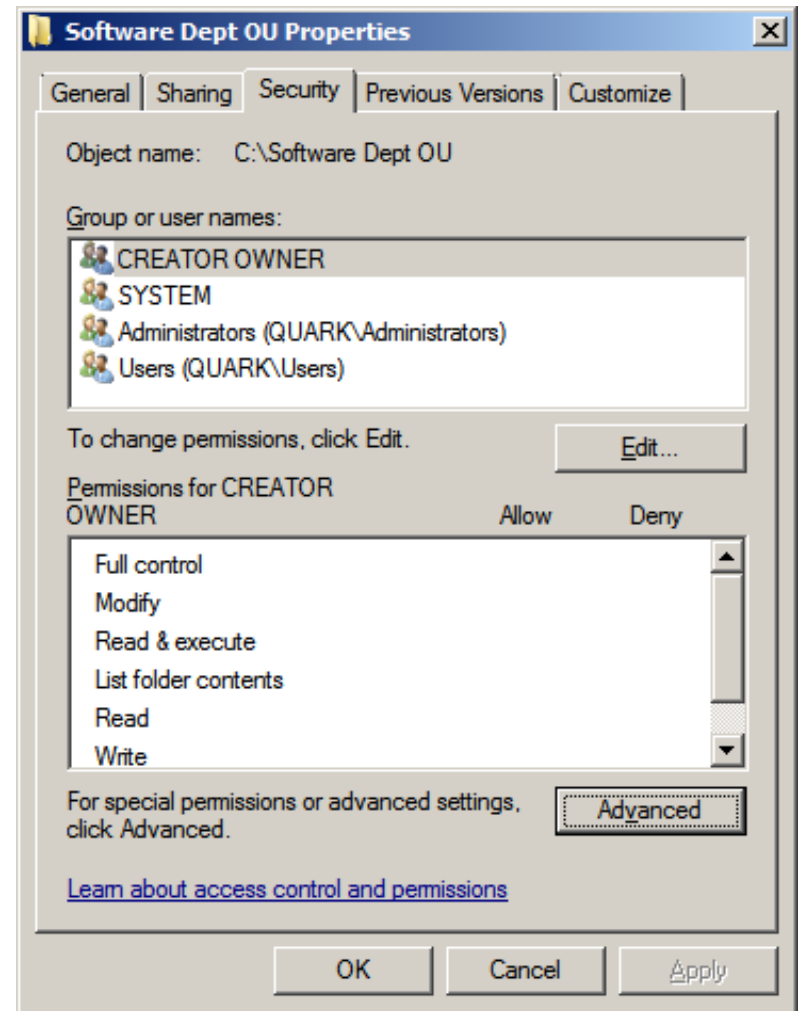 Software Dept OU Properties
General Sharing Security Previous Versions Customize
Object name: C:\Software Dept OU
Group or user names:
CREATOR OWNER
SYSTEM
Administrators (QUARK\Administrators)
Users (QUARK\Users)
To change permissions, click Edit.
Edit...
Permissions for CREATOR
OWNER Allow Deny
Full control
Modify
Read & execute
List folder contents
Read
Write
For special permissions or advanced settings,
click Advanced.
Advanced
Learn about access control and permissions
OK Cancel Apply